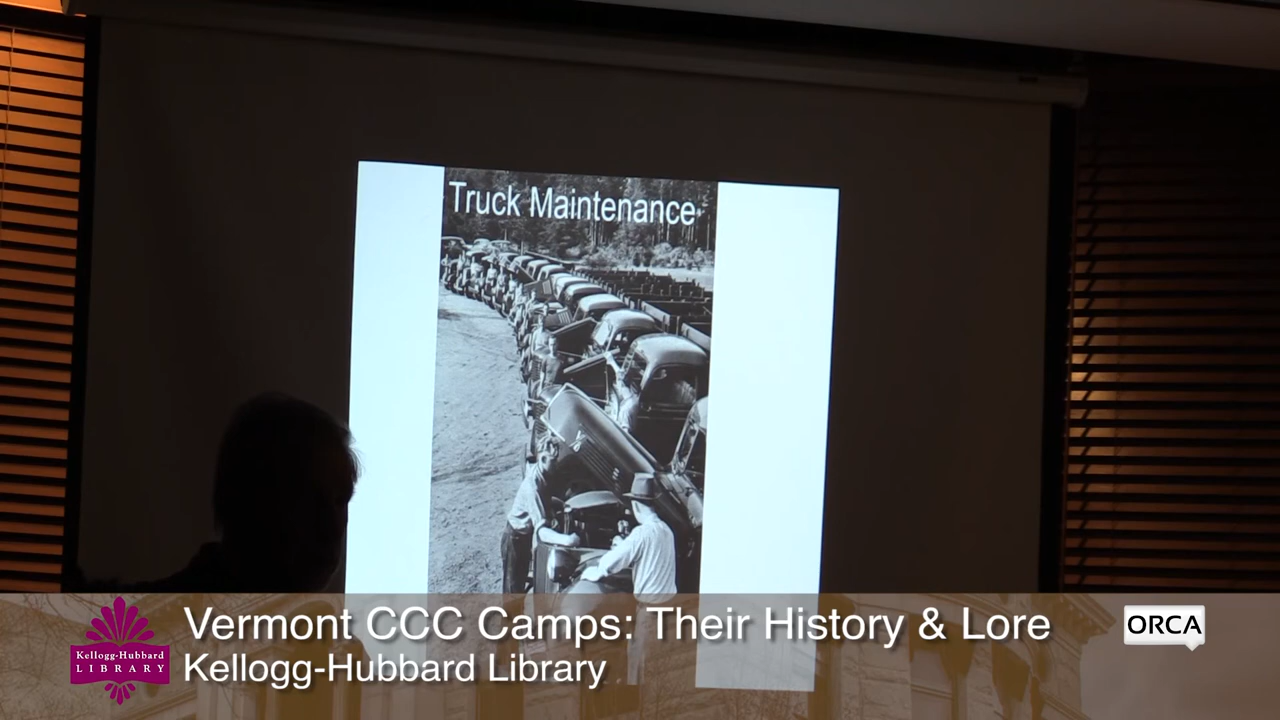 Truck Maintenance
Vermont CCC Camps: Their History & Lore
Kellogg-Hubbard Library
Kellogg-Hubbard
LIBRARY
ORCA